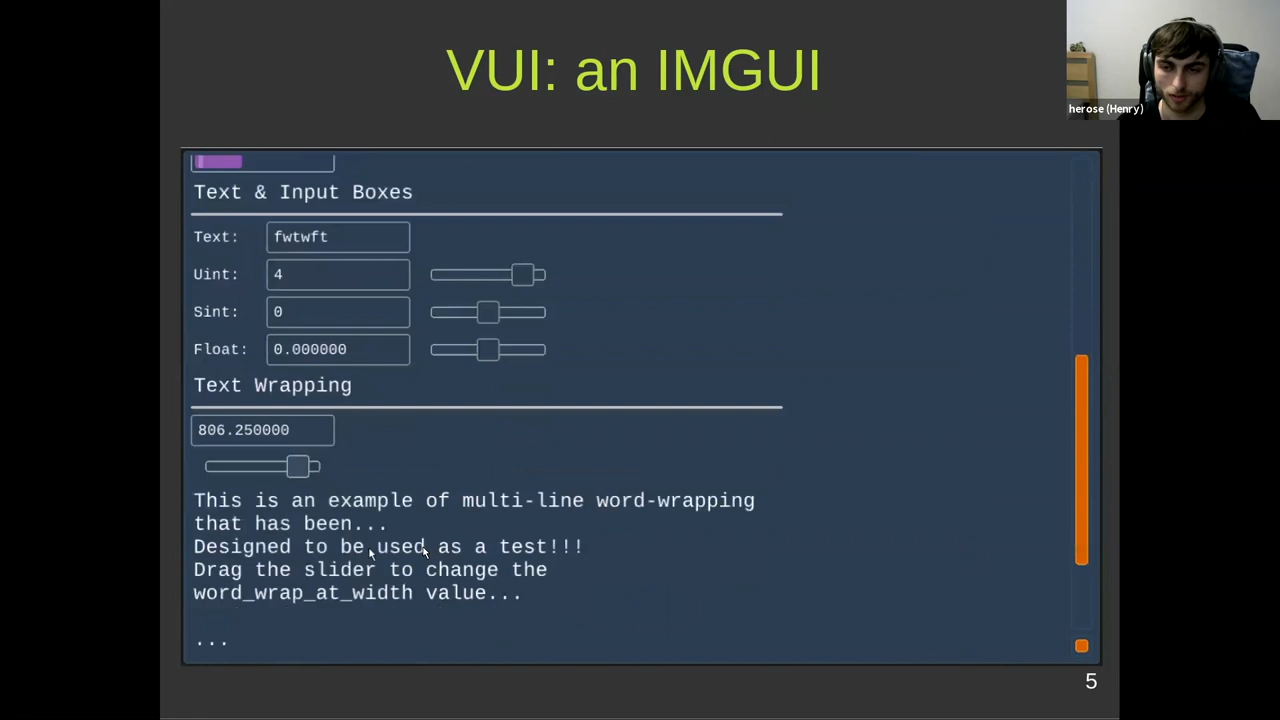 VUI: an IMGUI
herose (Henry)
Text & Input Boxes
Text: fwtwft
Uint: 4
Sint: 0
Float: 0.000000
Text Wrapping
806.250000
This is an example of multi-line word-wrapping
that has been...
Designed to be used as a test!!!
Drag the slider to change the
word_wrap_at_width value...
...
5